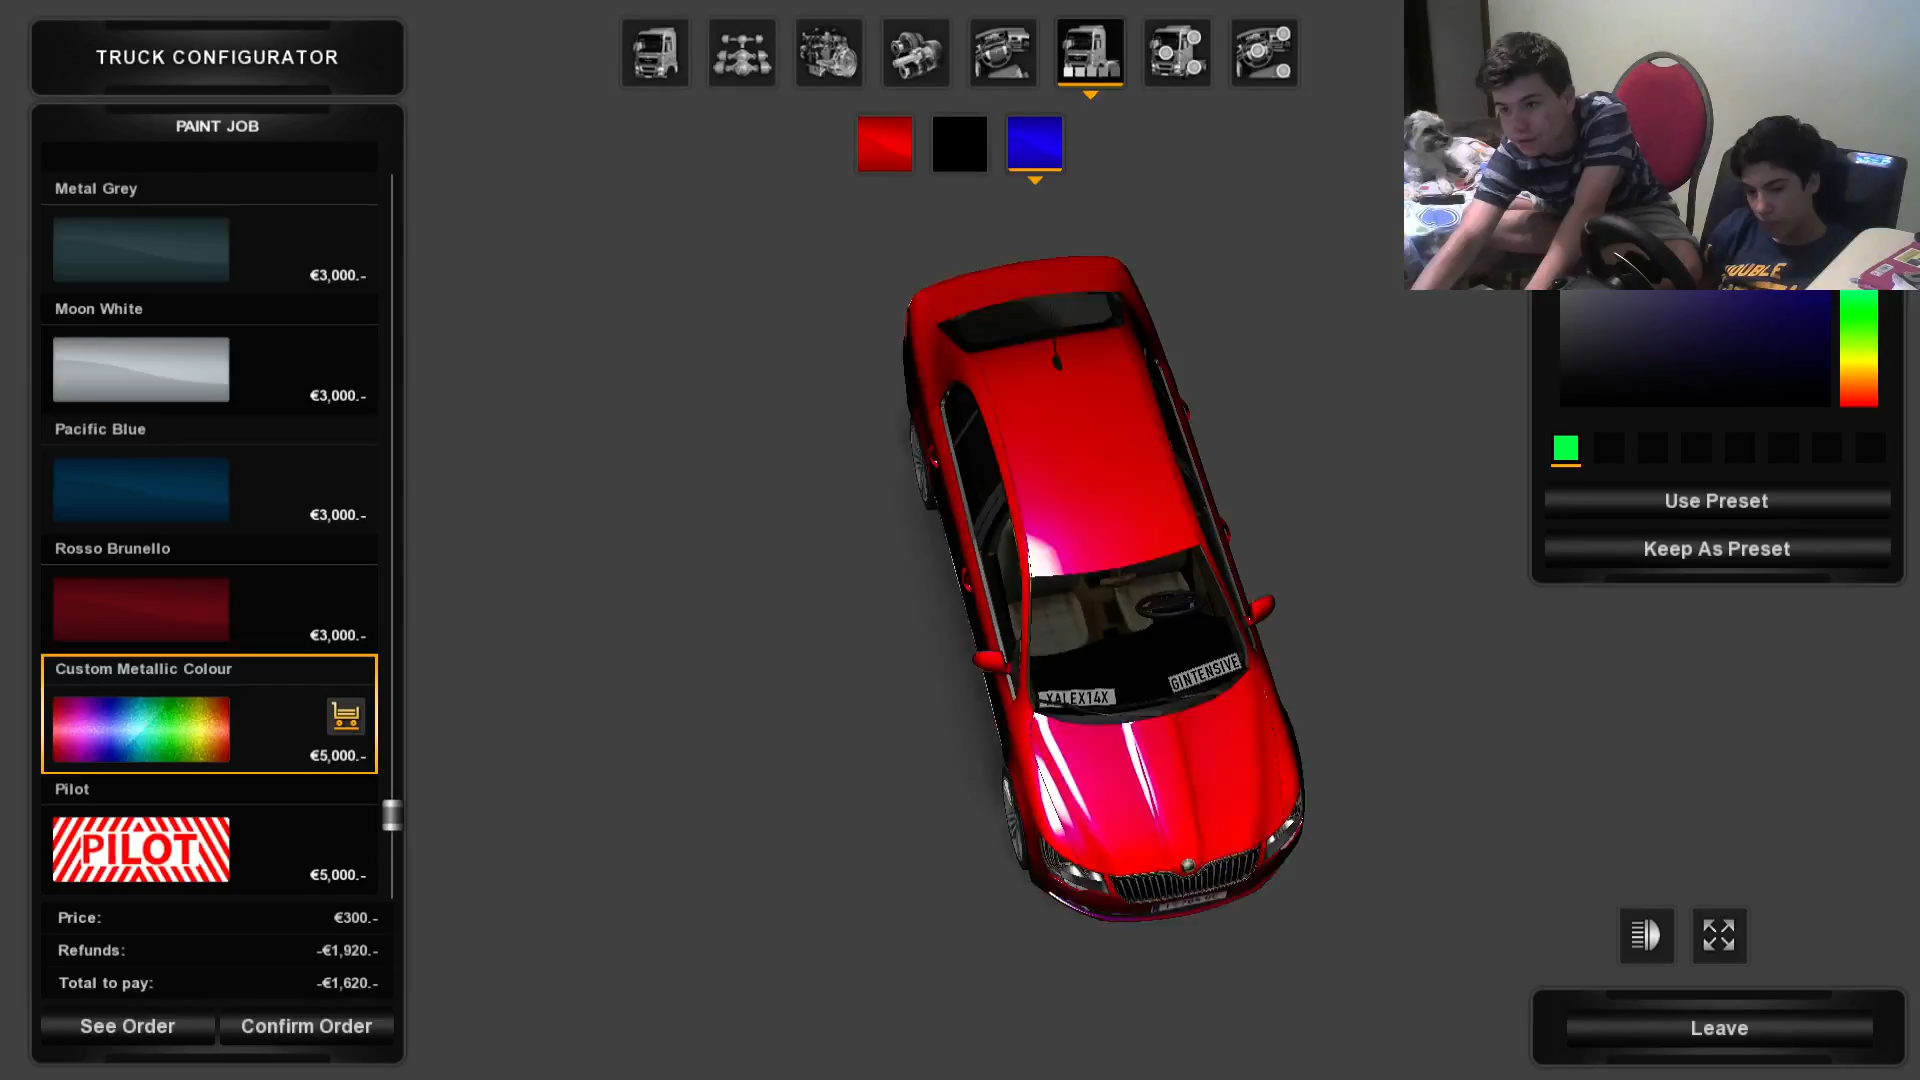 TRUCK CONFIGURATOR
PAINT JOB
Metal Grey
€3,000.-
Moon White
€3,000.-
Pacific Blue
€3,000.-
Rosso Brunello
€3,000.-
Custom Metallic Colour
€5,000.-
Pilot
PILOT
€5,000.-
Price: €300.-
Refunds: -€1,920.-
Total to pay: -€1,620.-
See Order
Confirm Order
XALEX14X
GINTENSIVE
Use Preset
Keep As Preset
Leave